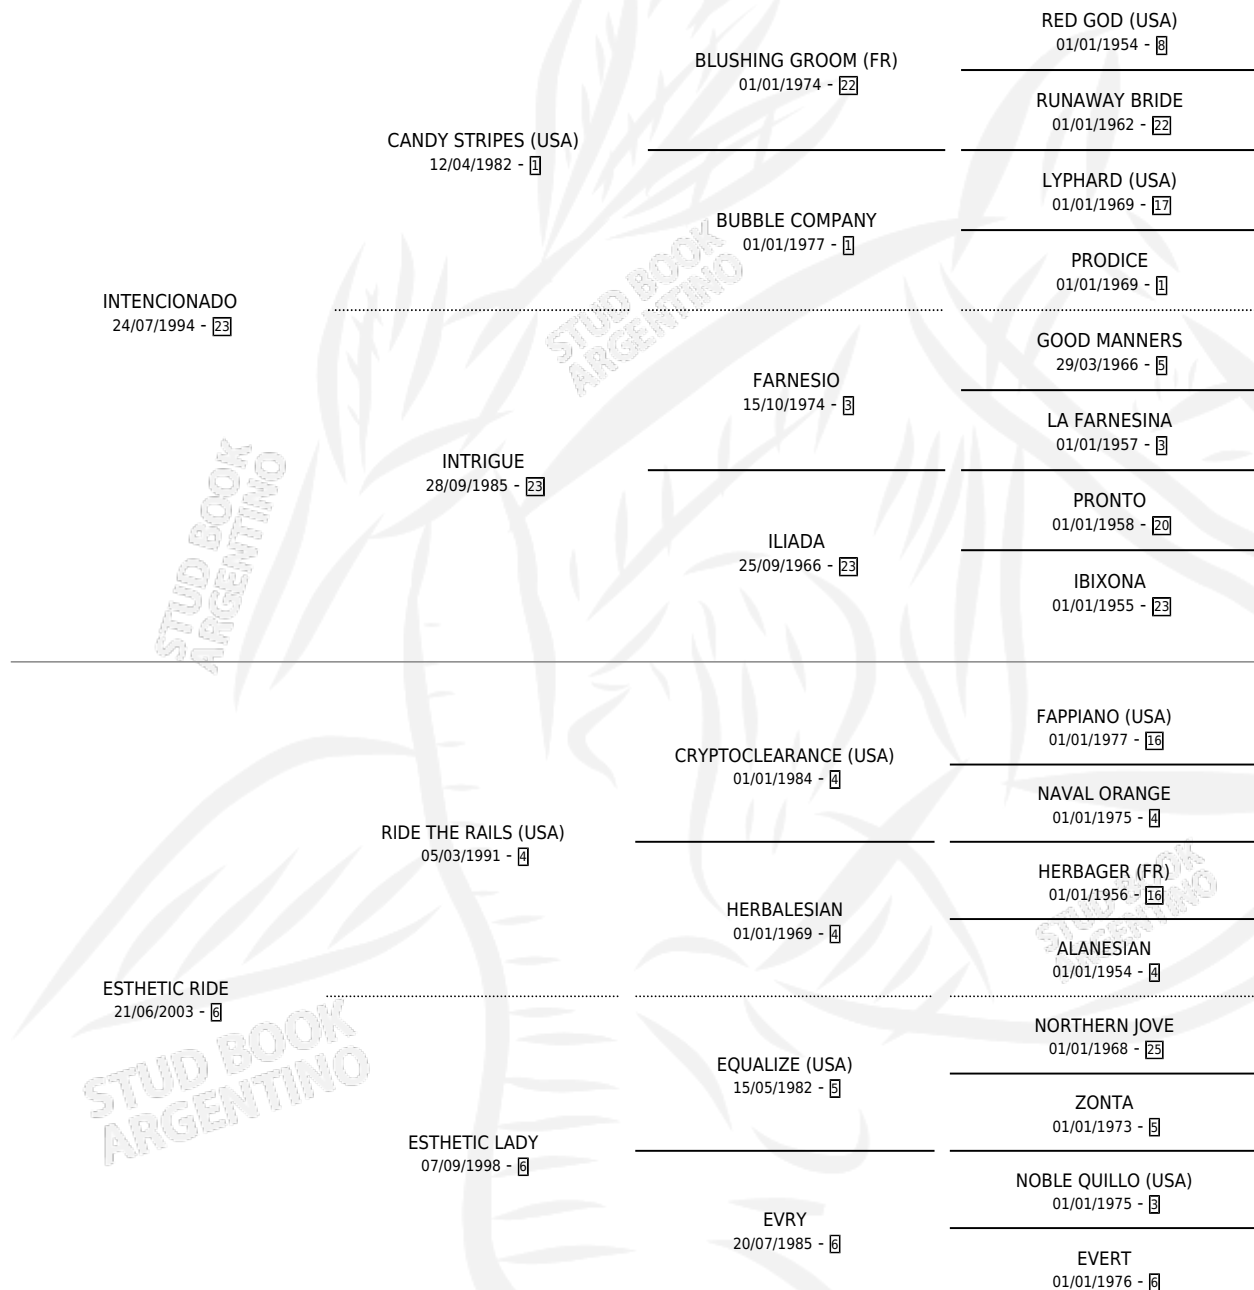 RED GOD (USA)
01/01/1954 - 8
BLUSHING GROOM (FR)
01/01/1974 - 22
RUNAWAY BRIDE
01/01/1962 - 22
CANDY STRIPES (USA)
12/04/1982 - 1
LYPHARD (USA)
01/01/1969 - 17
BUBBLE COMPANY
01/01/1977 - 1
PRODICE
01/01/1969 - 1
INTENCIONADO
24/07/1994 - 23
GOOD MANNERS
29/03/1966 - 5
FARNESIO
15/10/1974 - 3
LA FARNESINA
01/01/1957 - 3
INTRIGUE
28/09/1985 - 23
PRONTO
01/01/1958 - 20
ILIADA
25/09/1966 - 23
IBIXONA
01/01/1955 - 23
FAPPIANO (USA)
01/01/1977 - 16
CRYPTOCLEARANCE (USA)
01/01/1984 - 4
NAVAL ORANGE
01/01/1975 - 4
RIDE THE RAILS (USA)
05/03/1991 - 4
HERBAGER (FR)
01/01/1956 - 16
HERBALESIAN
01/01/1969 - 4
ALANESIAN
01/01/1954 - 4
ESTHETIC RIDE
21/06/2003 - 6
NORTHERN JOVE
01/01/1968 - 25
EQUALIZE (USA)
15/05/1982 - 5
ZONTA
01/01/1973 - 5
ESTHETIC LADY
07/09/1998 - 6
NOBLE QUILLO (USA)
01/01/1975 - 3
EVRY
20/07/1985 - 6
EVERT
01/01/1976 - 6
STUD BOOK
ARGENTINO
STUD BOOK
ARGENTINO
STUD BOOK
ARGENTINO
STUD BOOK
ARGENTINO